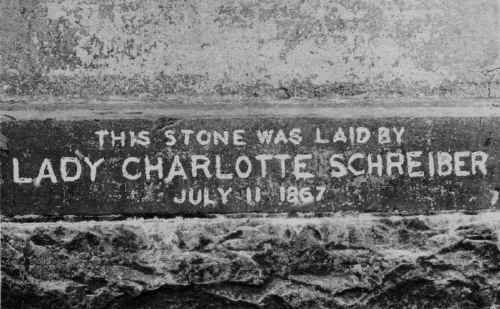 THIS STONE WAS LAID BY
LADY CHARLOTTE SCHREIBER
JULY 11 1867